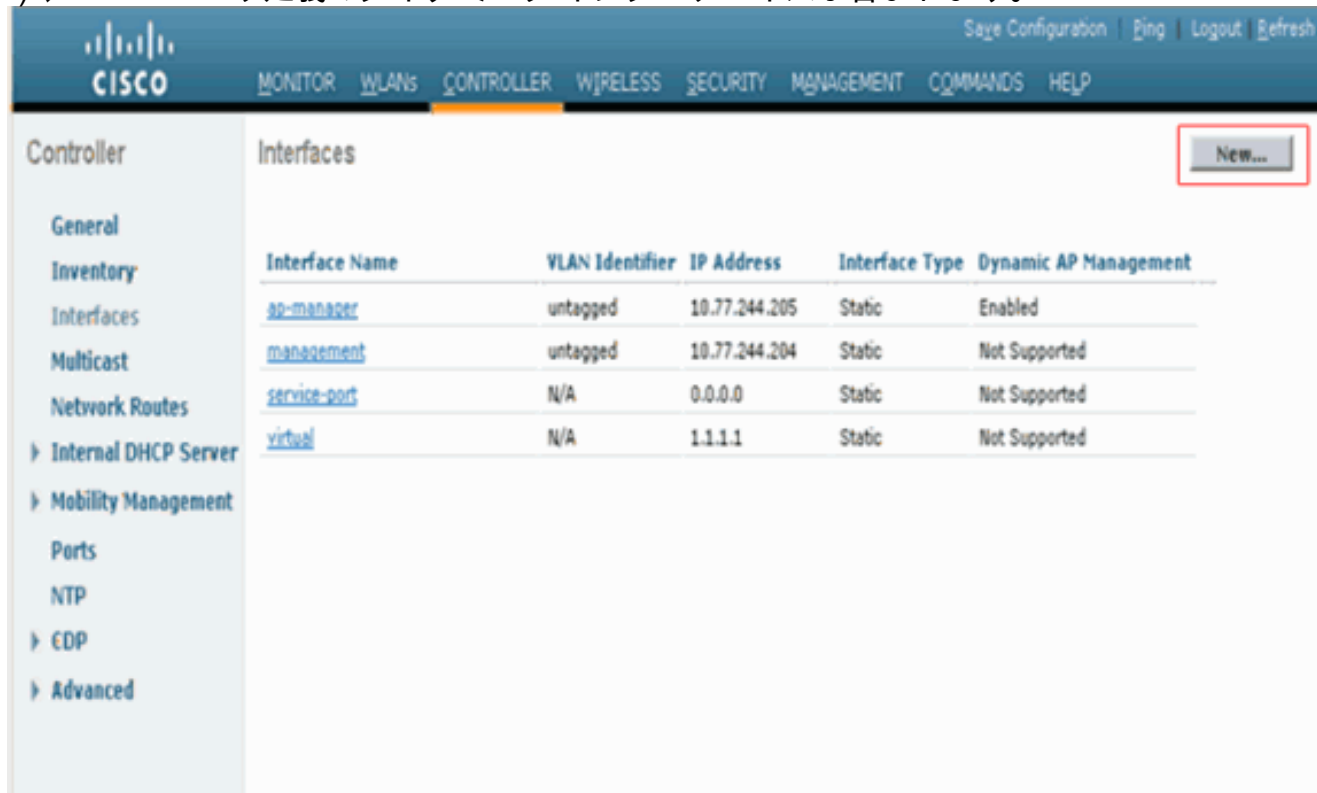 Save Configuration | Ping | Logout | Refresh
CISCO
MONITOR WLANs CONTROLLER WIRELESS SECURITY MANAGEMENT COMMANDS HELP
Controller
Interfaces
New...
General
Inventory
Interfaces
Multicast
Network Routes
Internal DHCP Server
Mobility Management
Ports
NTP
CDP
Advanced
Interface Name VLAN Identifier IP Address Interface Type Dynamic AP Management
ap-manager untagged 10.77.244.205 Static Enabled
management untagged 10.77.244.204 Static Not Supported
service-port N/A 0.0.0.0 Static Not Supported
virtual N/A 1.1.1.1 Static Not Supported